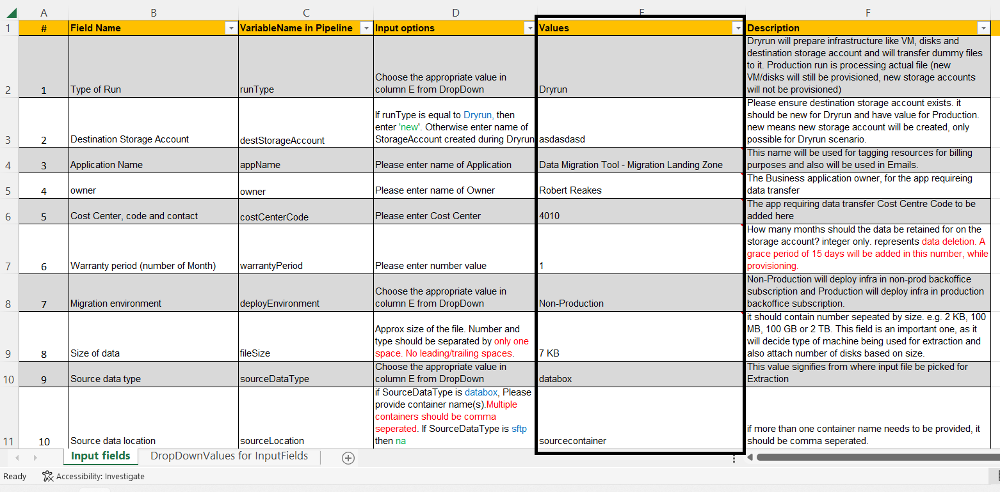 A B C D E F
1 # Field Name VariableName in Pipeline Input options Values Description
Dryrun will prepare infrastructure like VM, disks and
destination storage account and will transfer dummy files
to it. Production run is processing actual file (new
Choose the appropriate value in VM/disks will still be provisioned, new storage accounts
2 1 Type of Run runType column E from DropDown Dryrun will not be provisioned)
Please ensure destination storage account exists. it
If runType is equal to Dryrun, then should be new for Dryrun and have value for Production.
enter 'new'. Otherwise enter name of new means new storage account will be created, only
3 2 Destination Storage Account destStorageAccount StorageAccount created during Dryrun asdasdasd possible for Dryrun scenario.
This name will be used for tagging resources for billing
4 3 Application Name appName Please enter name of Application Data Migration Tool - Migration Landing Zone purposes and also will be used in Emails.
The Business application owner, for the app requireing
5 4 owner owner Please enter name of Owner Robert Reakes data transfer
The app requiring data transfer Cost Centre Code to be
6 5 Cost Center, code and contact costCenterCode Please enter Cost Center 4010 added here
How many months should the data be retained for on the
storage account? integer only. represents data deletion. A
grace period of 15 days will be added in this number, while
7 6 Warranty period (number of Month) warrantyPeriod Please enter number value 1 provisioning.
Non-Production will deploy infra in non-prod backoffice
Choose the appropriate value in subscription and Production will deploy infra in production
8 7 Migration environment deployEnvironment column E from DropDown Non-Production backoffice subscription.
it should contain number sepeated by size. e.g. 2 KB, 100
Approx size of the file. Number and MB, 100 GB or 2 TB. This field is an important one, as it
type should be separated by only one will decide type of machine being used for extraction and
9 8 Size of data fileSize space. No leading/trailing spaces. 7 KB also attach number of disks based on size.
Choose the appropriate value in This value signifies from where input file be picked for
10 9 Source data type sourceDataType column E from DropDown databox Extraction
if SourceDataType is databox, Please
provide container name(s).Multiple
containers should be comma
seperated. If SourceDataType is sftp if more than one container name needs to be provided, it
11 10 Source data location sourceLocation then na sourcecontainer should be comma seperated.
Input fields DropDownValues for InputFields
Ready Accessibility: Investigate